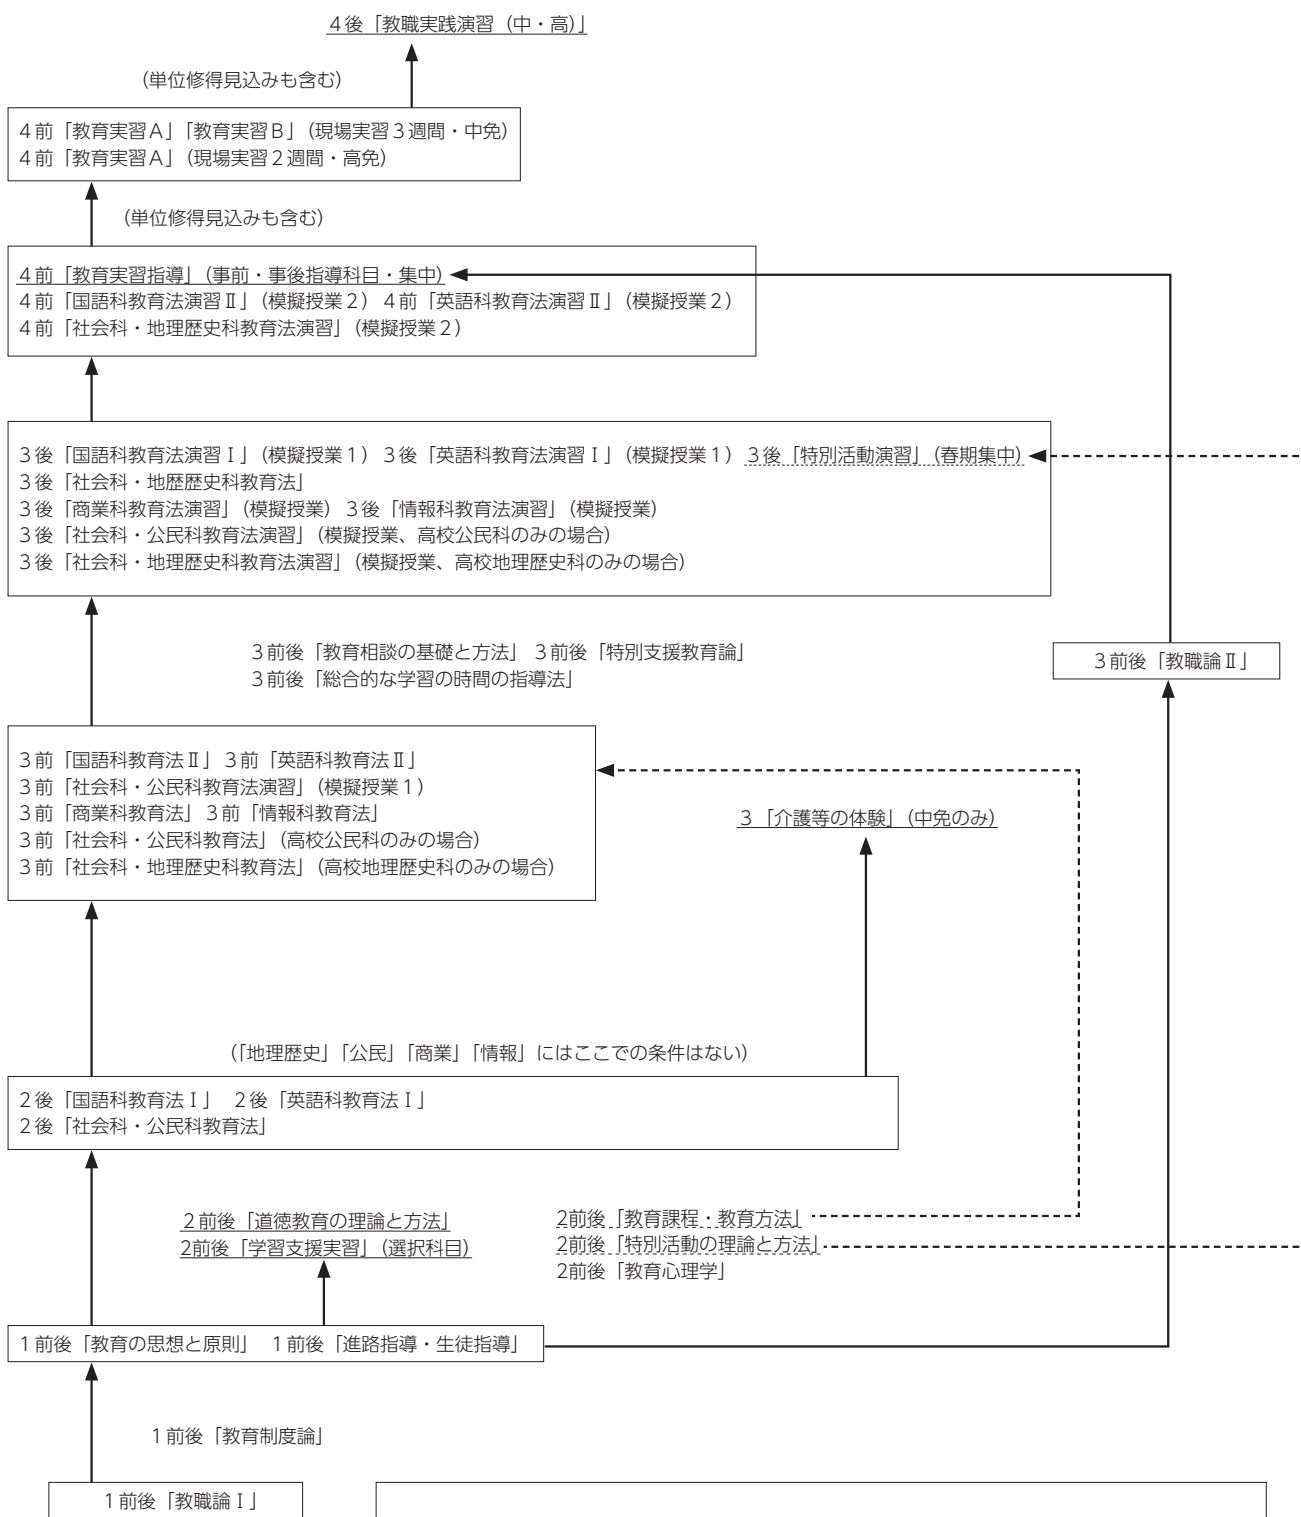 ４後「教職実践演習（中・高）」
（単位修得見込みも含む）
４前「教育実習Ａ」「教育実習Ｂ」（現場実習３週間・中免）
４前「教育実習Ａ」（現場実習２週間・高免）
（単位修得見込みも含む）
４前「教育実習指導」（事前・事後指導科目・集中）
４前「国語科教育法演習Ⅱ」（模擬授業２）４前「英語科教育法演習Ⅱ」（模擬授業２）
４前「社会科・地理歴史科教育法演習」（模擬授業２）
３後「国語科教育法演習Ⅰ」（模擬授業１）３後「英語科教育法演習Ⅰ」（模擬授業１）３後「特別活動演習」（春期集中）
３後「社会科・地歴歴史科教育法」
３後「商業科教育法演習」（模擬授業）３後「情報科教育法演習」（模擬授業）
３後「社会科・公民科教育法演習」（模擬授業、高校公民科のみの場合）
３後「社会科・地理歴史科教育法演習」（模擬授業、高校地理歴史科のみの場合）
３前後「教育相談の基礎と方法」３前後「特別支援教育論」
３前後「総合的な学習の時間の指導法」
３前後「教職論Ⅱ」
３前「国語科教育法Ⅱ」３前「英語科教育法Ⅱ」
３前「社会科・公民科教育法演習」（模擬授業１）
３前「商業科教育法」３前「情報科教育法」
３前「社会科・公民科教育法」（高校公民科のみの場合）
３前「社会科・地理歴史科教育法」（高校地理歴史科のみの場合）
３「介護等の体験」（中免のみ）
（「地理歴史」「公民」「商業」「情報」にはここでの条件はない）
２後「国語科教育法Ⅰ」　２後「英語科教育法Ⅰ」
２後「社会科・公民科教育法」
２前後「道徳教育の理論と方法」
2前後「学習支援実習」（選択科目）
2前後「教育課程・教育方法」
2前後「特別活動の理論と方法」
2前後「教育心理学」
１前後「教育の思想と原則」　１前後「進路指導・生徒指導」
１前後「教育制度論」
１前後「教職論Ⅰ」